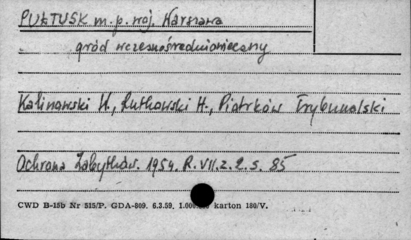 PUŁTUSK m.p. woj. Warszawa
gród wczesnośredniowieczny
Kalinowski W., Rutkowski H., Piotrków Trybunalski
Ochrona Zabytków. 1954. R.VII.z.2.s. 85
CWD B-15b Nr 515/P. GDA-809. 6.3.59, 1.000 karton 180/V.